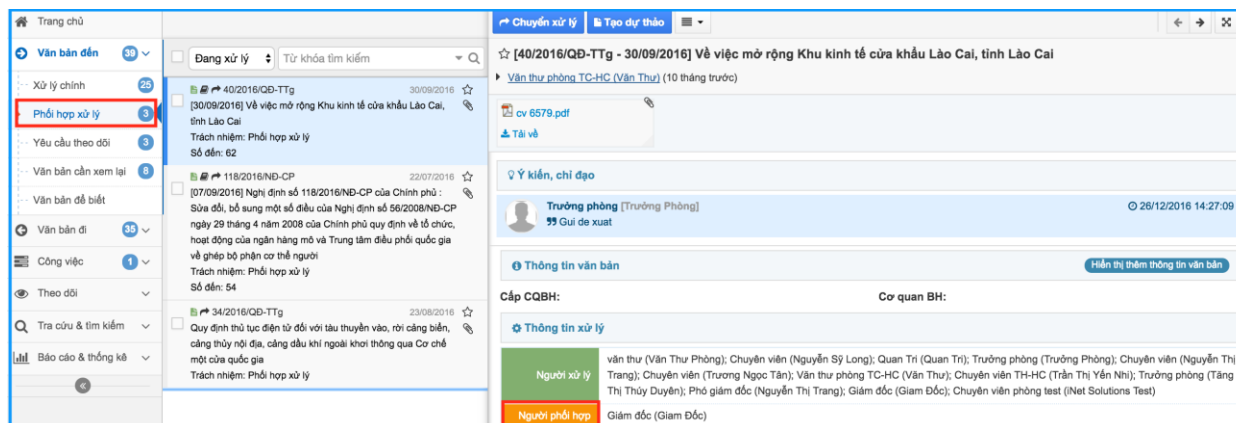 Trang chủ
Văn bản đến 39
Xử lý chính 25
Phối hợp xử lý 3
Yêu cầu theo dõi 3
Văn bản cần xem lại 8
Văn bản để biết
Văn bản đi 35
Công việc 1
Theo dõi
Tra cứu & tìm kiếm
Báo cáo & thống kê
Đang xử lý Từ khóa tìm kiếm
40/2016/QĐ-TTg 30/09/2016
[30/09/2016] Về việc mở rộng Khu kinh tế cửa khẩu Lào Cai,
tỉnh Lào Cai
Trách nhiệm: Phối hợp xử lý
Số đến: 62
118/2016/NĐ-CP 22/07/2016
[07/09/2016] Nghị định số 118/2016/NĐ-CP của Chính phủ :
Sửa đổi, bổ sung một số điều của Nghị định số 56/2008/NĐ-CP
ngày 29 tháng 4 năm 2008 của Chính phủ quy định về tổ chức,
hoạt động của ngân hàng mô và Trung tâm điều phối quốc gia
về ghép bộ phận cơ thể người
Trách nhiệm: Phối hợp xử lý
Số đến: 54
34/2016/QĐ-TTg 23/08/2016
Quy định thủ tục điện tử đối với tàu thuyền vào, rời cảng biển,
cảng thủy nội địa, cảng dầu khí ngoài khơi thông qua Cơ chế
một cửa quốc gia
Trách nhiệm: Phối hợp xử lý
Chuyển xử lý Tạo dự thảo
[40/2016/QĐ-TTg - 30/09/2016] Về việc mở rộng Khu kinh tế cửa khẩu Lào Cai, tỉnh Lào Cai
Văn thư phòng TC-HC (Văn Thư) (10 tháng trước)
cv 6579.pdf
Tải về
Ý kiến, chỉ đạo
Trưởng phòng [Trưởng Phòng] 26/12/2016 14:27:09
Gui de xuat
Thông tin văn bản Hiển thị thêm thông tin văn bản
Cấp CQBH: Cơ quan BH:
Thông tin xử lý
Người xử lý
văn thư (Văn Thư Phòng); Chuyên viên (Nguyễn Sỹ Long); Quan Tri (Quan Tri); Trưởng phòng (Trưởng Phòng); Chuyên viên (Nguyễn Thị
Trang); Chuyên viên (Trương Ngọc Tân); Văn thư phòng TC-HC (Văn Thư); Chuyên viên TH-HC (Trần Thị Yến Nhi); Trưởng phòng (Tăng
Thị Thúy Duyên); Phó giám đốc (Nguyễn Thị Trang); Giám đốc (Giam Đốc); Chuyên viên phòng test (iNet Solutions Test)
Người phối hợp Giám đốc (Giam Đốc)